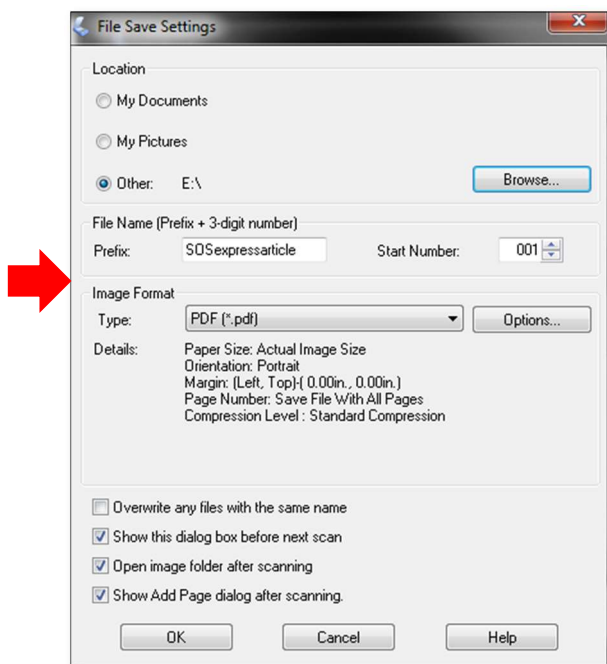 File Save Settings
Location
My Documents
My Pictures
Other: E:\ Browse...
File Name (Prefix + 3-digit number)
Prefix: SOSexpressarticle Start Number: 001
Image Format
Type: PDF (*.pdf) Options...
Details: Paper Size: Actual Image Size
Orientation: Portrait
Margin: (Left, Top)-( 0.00in., 0.00in.)
Page Number: Save File With All Pages
Compression Level : Standard Compression
Overwrite any files with the same name
Show this dialog box before next scan
Open image folder after scanning
Show Add Page dialog after scanning.
OK Cancel Help